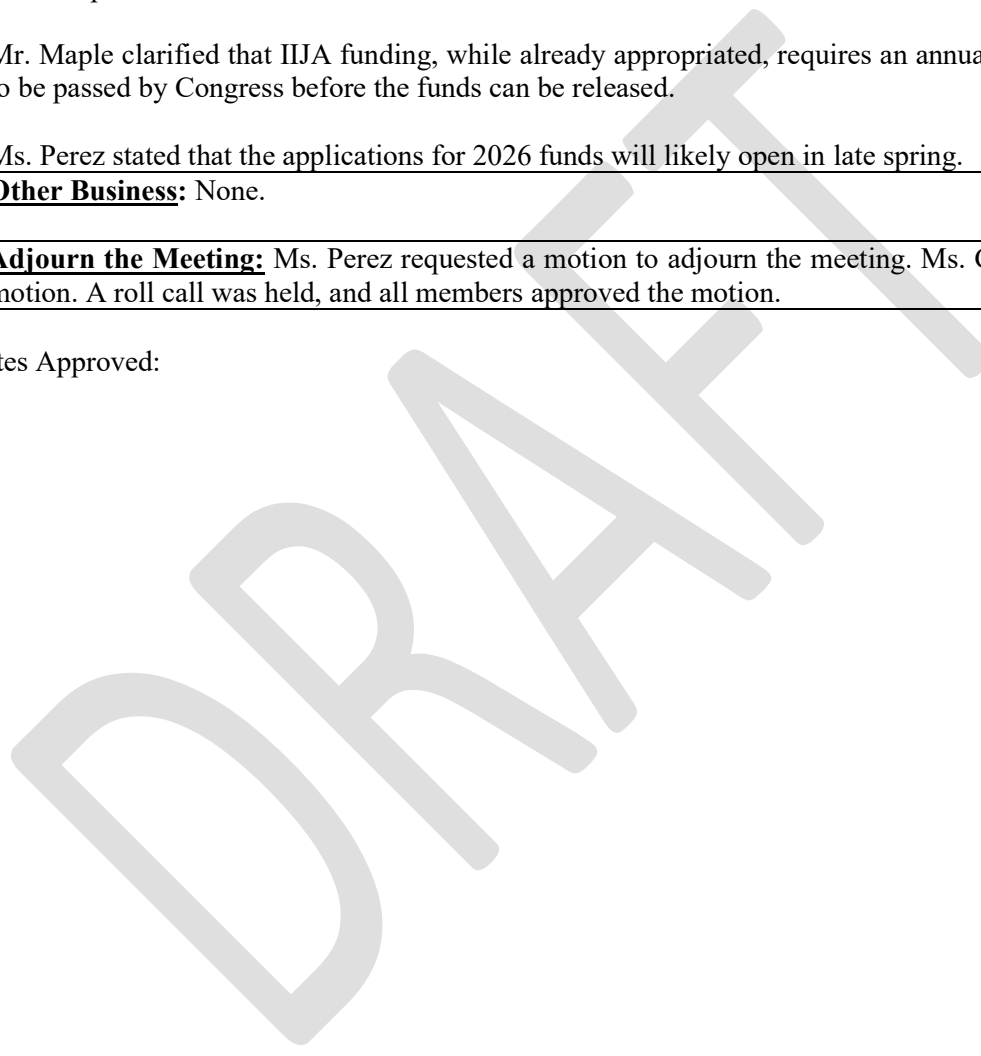 Mr. Maple clarified that IIJA funding, while already appropriated, requires an
to be passed by Congress before the funds can be released.
Ms. Perez stated that the applications for 2026 funds will likely open in late spring.
Other Business: None.
Adjourn the Meeting: Ms. Perez requested a motion to adjourn the meeting. Ms.
motion. A roll call was held, and all members approved the motion.
Approved:
DRAFT